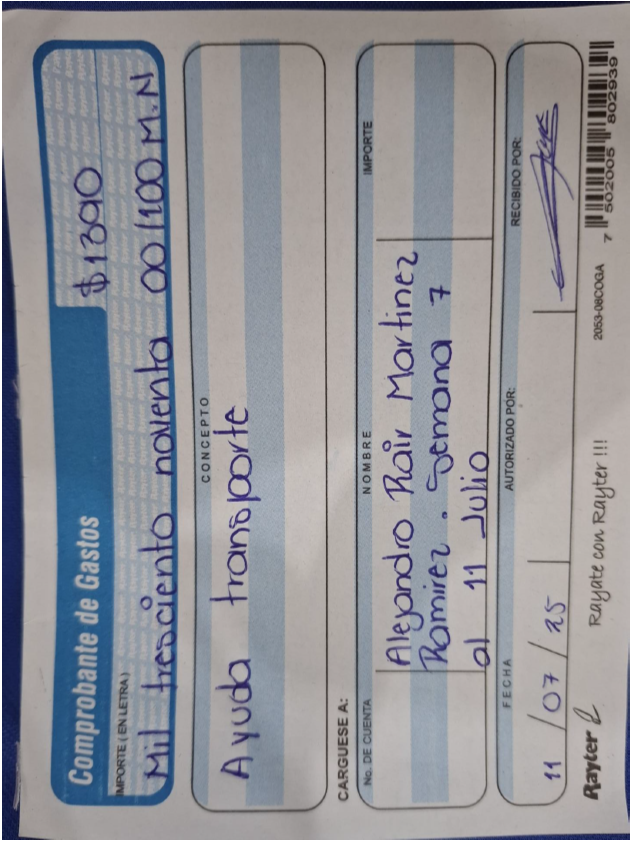 Comprobante de Gastos
$1390
IMPORTE (EN LETRA)
Mil tresciento noventa 00/100 M.N
CONCEPTO
Ayuda transporte
CARGUESE A:
No. DE CUENTA
NOMBRE
IMPORTE
Alejandro Rair Martinez
Ramirez. Semana 7
al 11 Julio
FECHA
AUTORIZADO POR:
RECIBIDO POR:
11 / 07 / 25
Rayter
Rayate con Rayter !!!
2053-08COGA
7 502005 802939